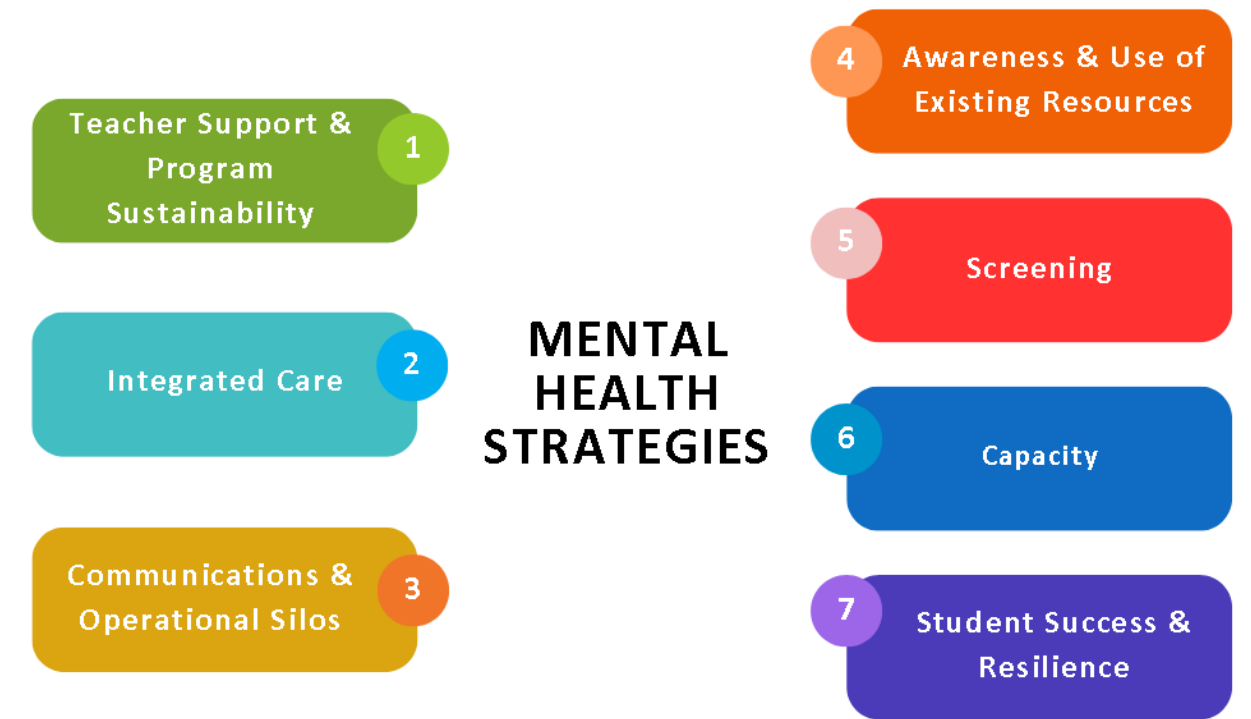 Teacher Support &
Program
Sustainability
1
Integrated Care
2
Communications &
Operational Silos
3
MENTAL
HEALTH
STRATEGIES
4
Awareness & Use of
Existing Resources
5
Screening
6
Capacity
7
Student Success &
Resilience